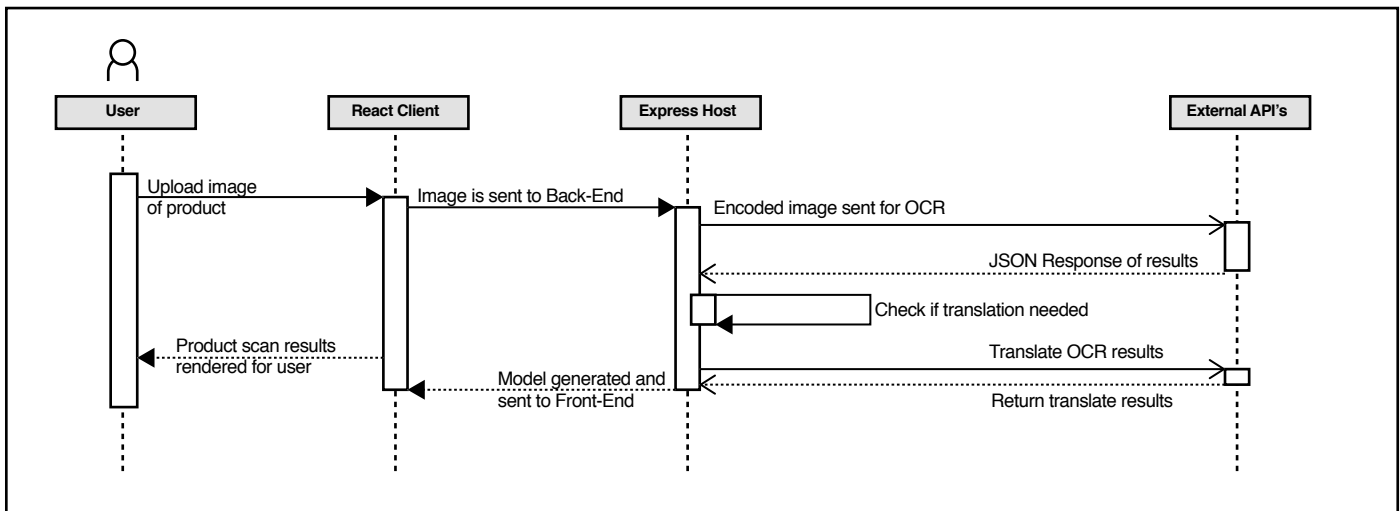 User
React Client
Express Host
External API's
Upload image
of product
Image is sent to Back-End
Encoded image sent for OCR
JSON Response of results
Check if translation needed
Product scan results
rendered for user
Translate OCR results
Model generated and
sent to Front-End
Return translate results